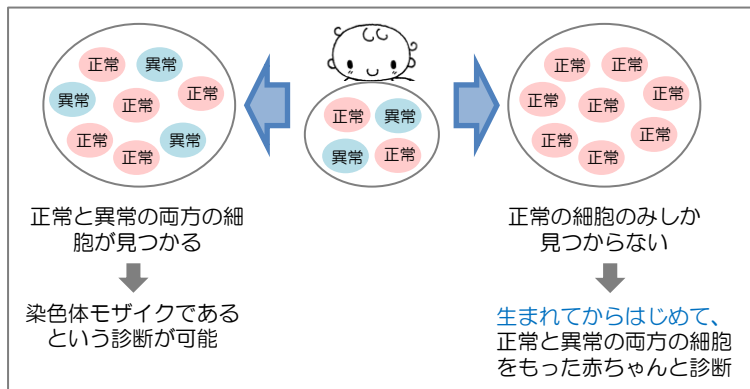 正常
異常
異常
正常
正常
正常
異常
正常
正常
異常
異常
正常
正常
正常
正常
正常
正常
正常
正常
正常
正常と異常の両方の細
胞が見つかる
染色体モザイクである
という診断が可能
正常の細胞のみしか
見つからない
生まれてからはじめて、
正常と異常の両方の細胞
をもった赤ちゃんと診断